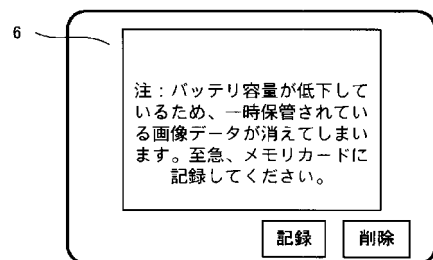 6
注：バッテリ容量が低下して
いるため、一時保管されてい
る画像データが消えてしまい
ます。至急、メモリカードに
記録してください。
記録 削除